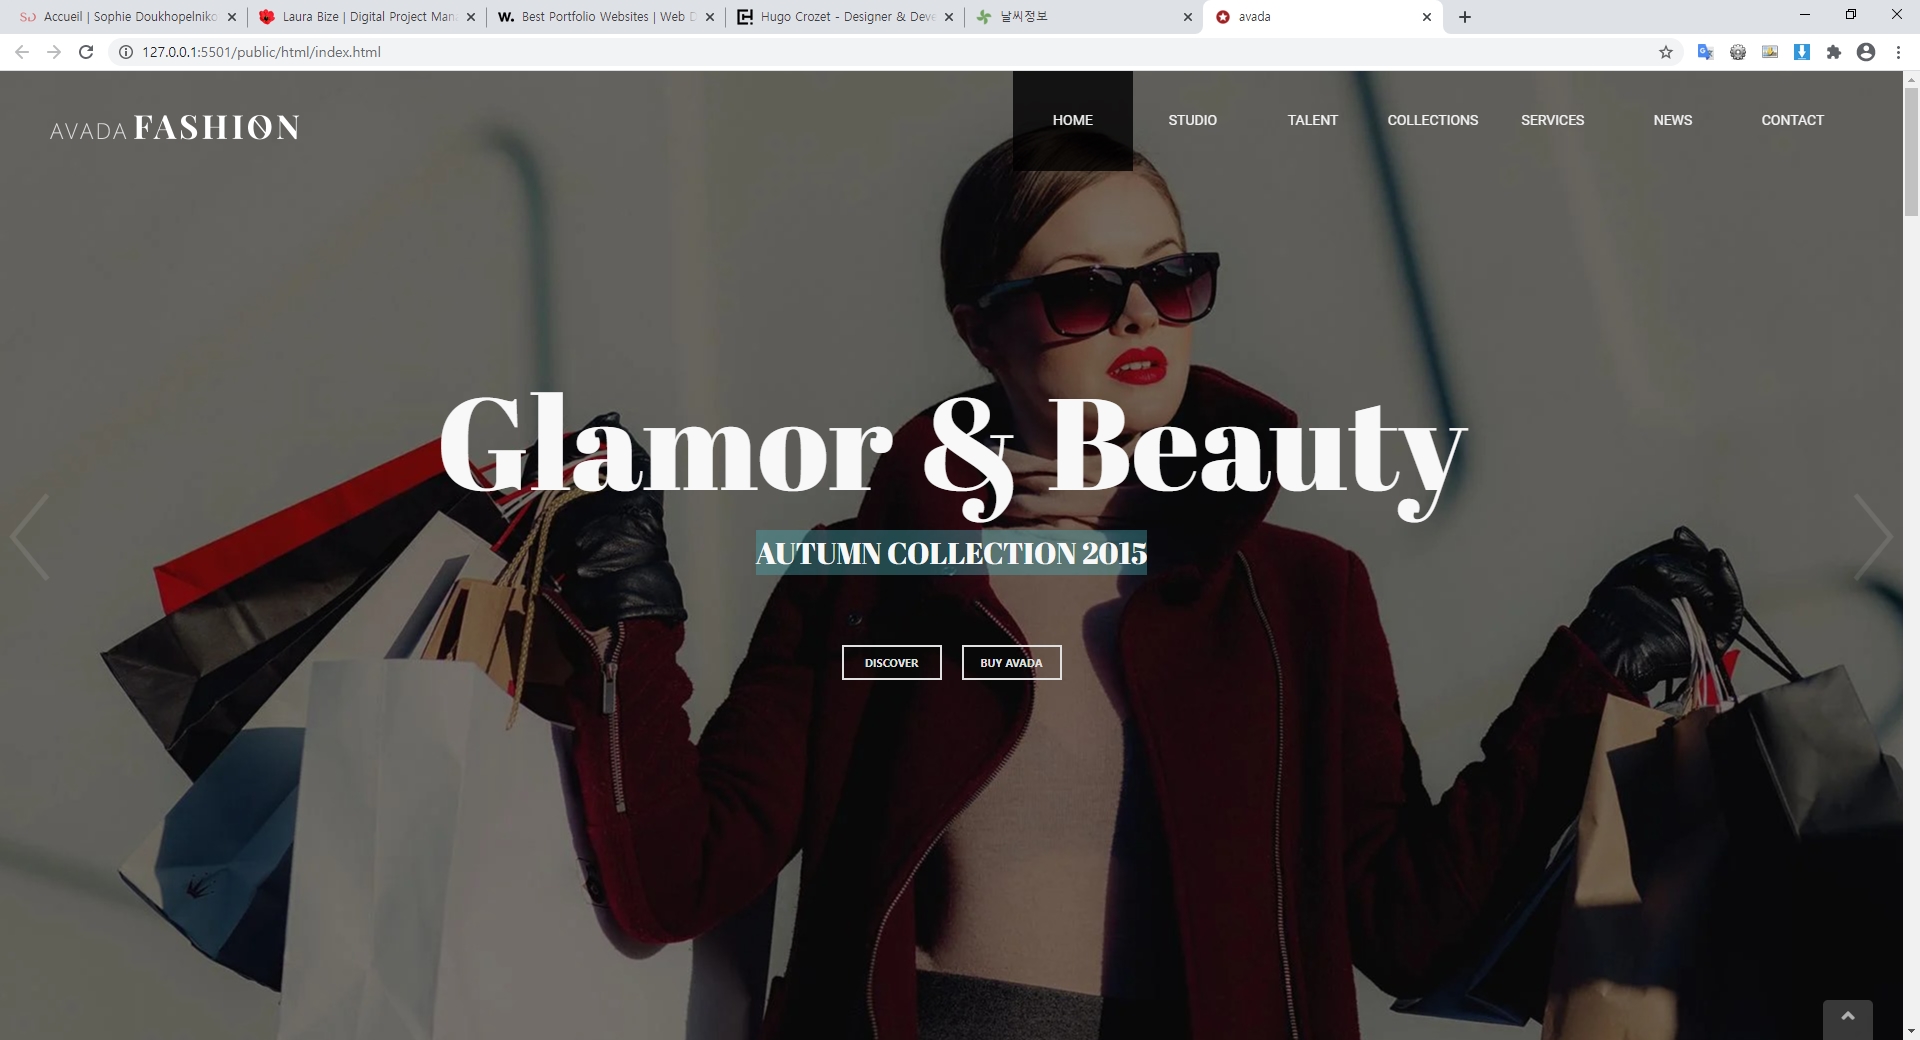 Accueil | Sophie Doukhopelniko
Laura Bize | Digital Project Man
W. Best Portfolio Websites | Web D
Hugo Crozet - Designer & Deve
날씨정보
avada
127.0.0.1:5501/public/html/index.html
AVADA FASHION
HOME
STUDIO
TALENT
COLLECTIONS
SERVICES
NEWS
CONTACT
Glamor & Beauty
AUTUMN COLLECTION 2015
DISCOVER
BUY AVADA